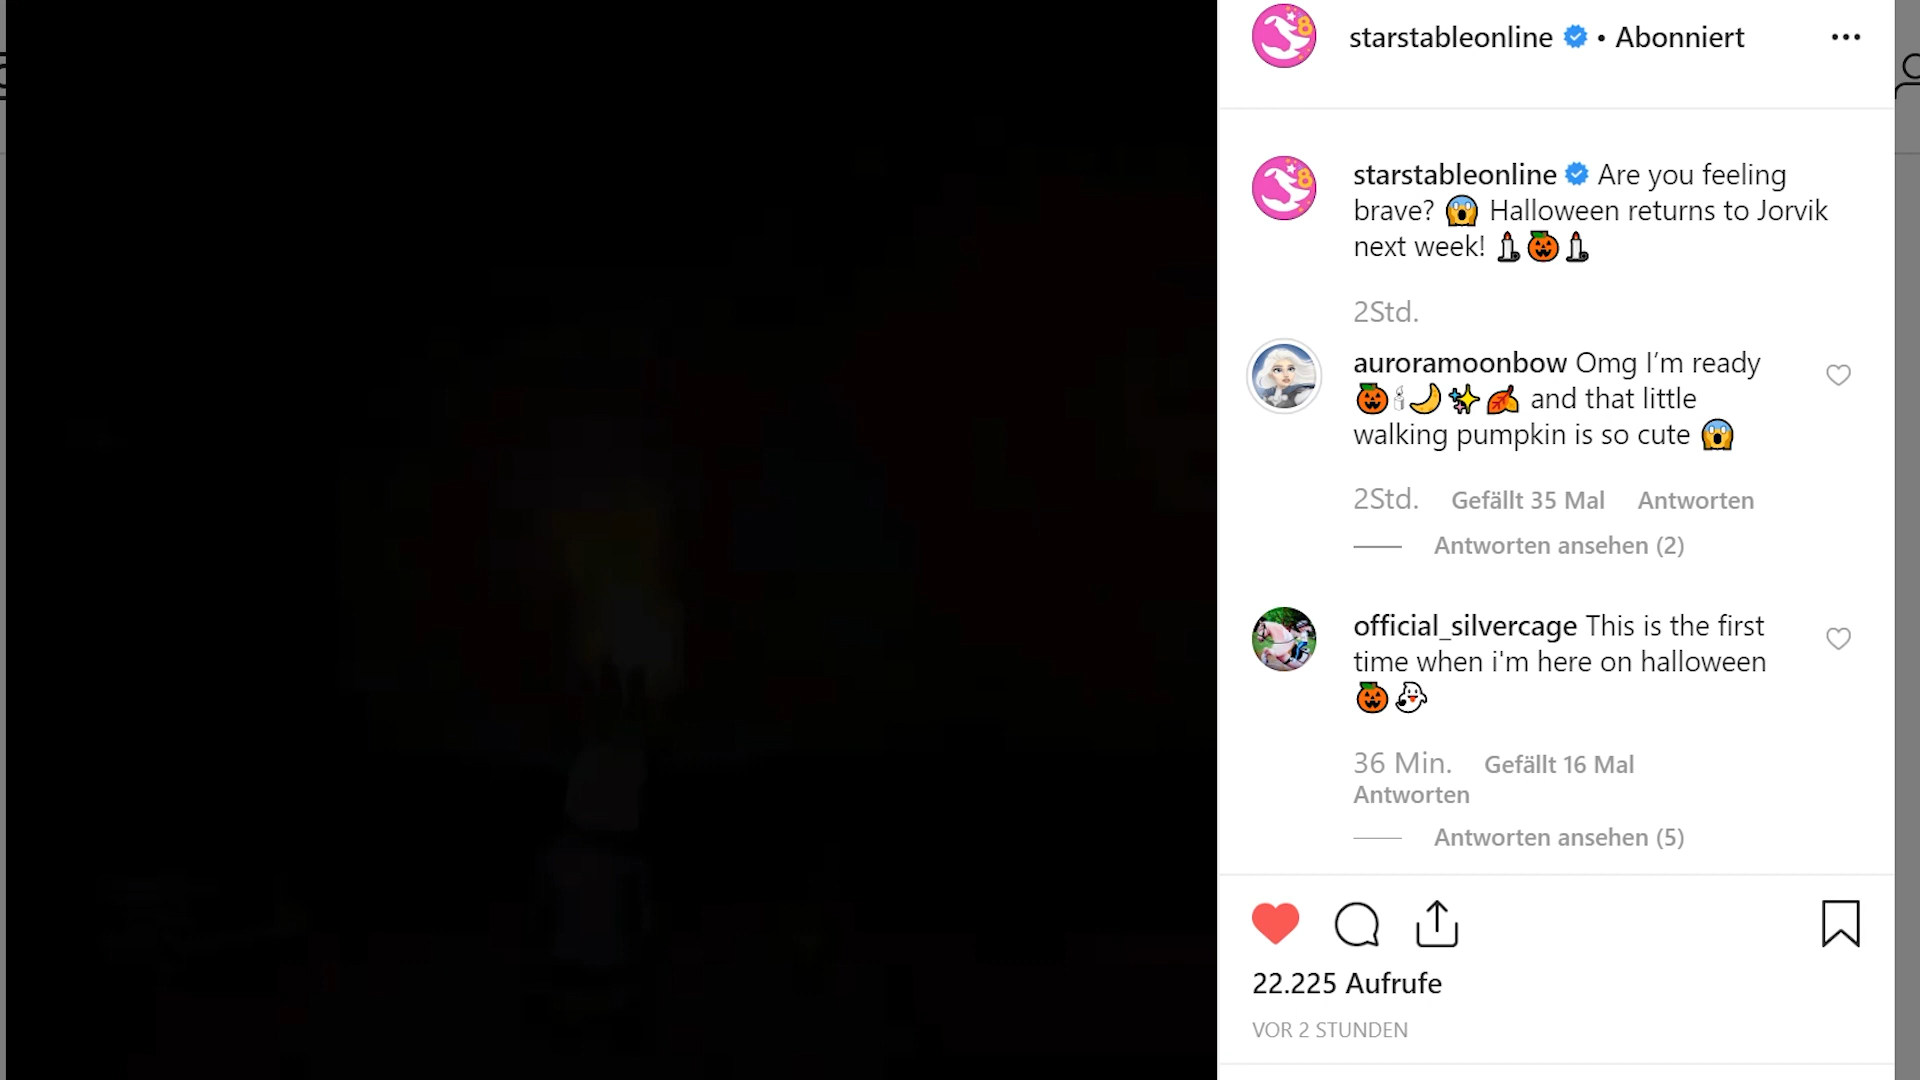 starstableonline • Abonniert
starstableonline Are you feeling
brave? 😱 Halloween returns to Jorvik
next week! 🕯️🎃🕯️
2Std.
auroramoonbow Omg I’m ready
🎃🕯🌙✨🍂 and that little
walking pumpkin is so cute 😱
2Std. Gefällt 35 Mal Antworten
Antworten ansehen (2)
official_silvercage This is the first
time when i'm here on halloween
🎃👻
36 Min. Gefällt 16 Mal
Antworten
Antworten ansehen (5)
22.225 Aufrufe
VOR 2 STUNDEN